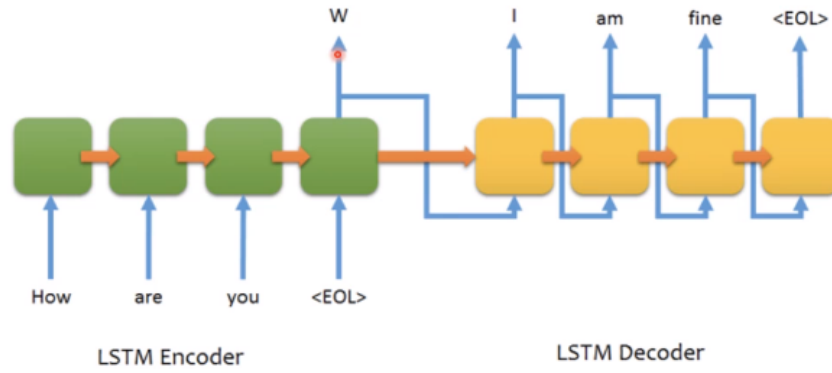 W I am fine <EOL>
How are you <EOL>
LSTM Encoder LSTM Decoder